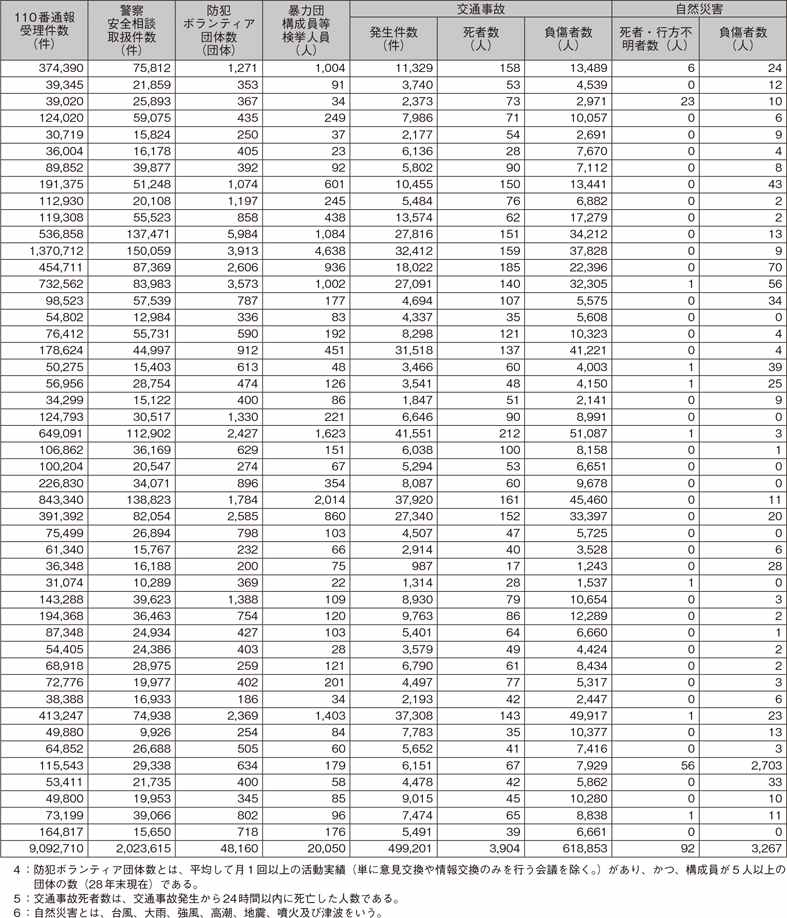 110番通報受理件数（件） 警察安全相談取扱件数（件） 防犯ボランティア団体数（団体） 暴力団構成員等検挙人員（人） 交通事故 自然災害
発生件数（件） 死者数（人） 負傷者数（人） 死者・行方不明者数（人） 負傷者数（人）
374,390 75,812 1,271 1,004 11,329 158 13,489 6 24
39,345 21,859 353 91 3,740 53 4,539 0 12
39,020 25,893 367 34 2,373 73 2,971 23 10
124,020 59,075 435 249 7,986 71 10,057 0 6
30,719 15,824 250 37 2,177 54 2,691 0 9
36,004 16,178 405 23 6,136 28 7,670 0 4
89,852 39,877 392 92 5,802 90 7,112 0 8
191,375 51,248 1,074 601 10,455 150 13,441 0 43
112,930 20,108 1,197 245 5,484 76 6,882 0 2
119,308 55,523 858 438 13,574 62 17,279 0 2
536,858 137,471 5,984 1,084 27,816 151 34,212 0 13
1,370,712 150,059 3,913 4,638 32,412 159 37,828 0 9
454,711 87,369 2,606 936 18,022 185 22,396 0 70
732,562 83,983 3,573 1,002 27,091 140 32,305 1 56
98,523 57,539 787 177 4,694 107 5,575 0 34
54,802 12,984 336 83 4,337 35 5,608 0 0
76,412 55,731 590 192 8,298 121 10,323 0 4
178,624 44,997 912 451 31,518 137 41,221 0 4
50,275 15,403 613 48 3,466 60 4,003 1 39
56,956 28,754 474 126 3,541 48 4,150 1 25
34,299 15,122 400 86 1,847 51 2,141 0 9
124,793 30,517 1,330 221 6,646 90 8,991 0 0
649,091 112,902 2,427 1,623 41,551 212 51,087 1 3
106,862 36,169 629 151 6,038 100 8,158 0 1
100,204 20,547 274 67 5,294 53 6,651 0 0
226,830 34,071 896 354 8,087 60 9,678 0 0
843,340 138,823 1,784 2,014 37,920 161 45,460 0 11
391,392 82,054 2,585 860 27,340 152 33,397 0 20
75,499 26,894 798 103 4,507 47 5,725 0 0
61,340 15,767 232 66 2,914 40 3,528 0 6
36,348 16,188 200 75 987 17 1,243 0 28
31,074 10,289 369 22 1,314 28 1,537 1 0
143,288 39,623 1,388 109 8,930 79 10,654 0 3
194,368 36,463 754 120 9,763 86 12,289 0 2
87,348 24,934 427 103 5,401 64 6,660 0 1
54,405 24,386 403 28 3,579 49 4,424 0 2
68,918 28,975 259 121 6,790 61 8,434 0 2
72,776 19,977 402 201 4,497 77 5,317 0 3
38,388 16,933 186 34 2,193 42 2,447 0 6
413,247 74,938 2,369 1,403 37,308 143 49,917 1 23
49,880 9,926 254 84 7,783 35 10,377 0 13
64,852 26,688 505 60 5,652 41 7,416 0 3
115,543 29,338 634 179 6,151 67 7,929 56 2,703
53,411 21,735 400 58 4,478 42 5,862 0 33
49,800 19,953 345 85 9,015 45 10,280 0 10
73,199 39,066 802 96 7,474 65 8,838 1 11
164,817 15,650 718 176 5,491 39 6,661 0 0
9,092,710 2,023,615 48,160 20,050 499,201 3,904 618,853 92 3,267
4：防犯ボランティア団体数とは、平均して月1回以上の活動実績（単に意見交換や情報交換のみを行う会議を除く。）があり、かつ、構成員が5人以上の
団体の数（28年末現在）である。
5：交通事故死者数は、交通事故発生から24時間以内に死亡した人数である。
6：自然災害とは、台風、大雨、強風、高潮、地震、噴火及び津波をいう。